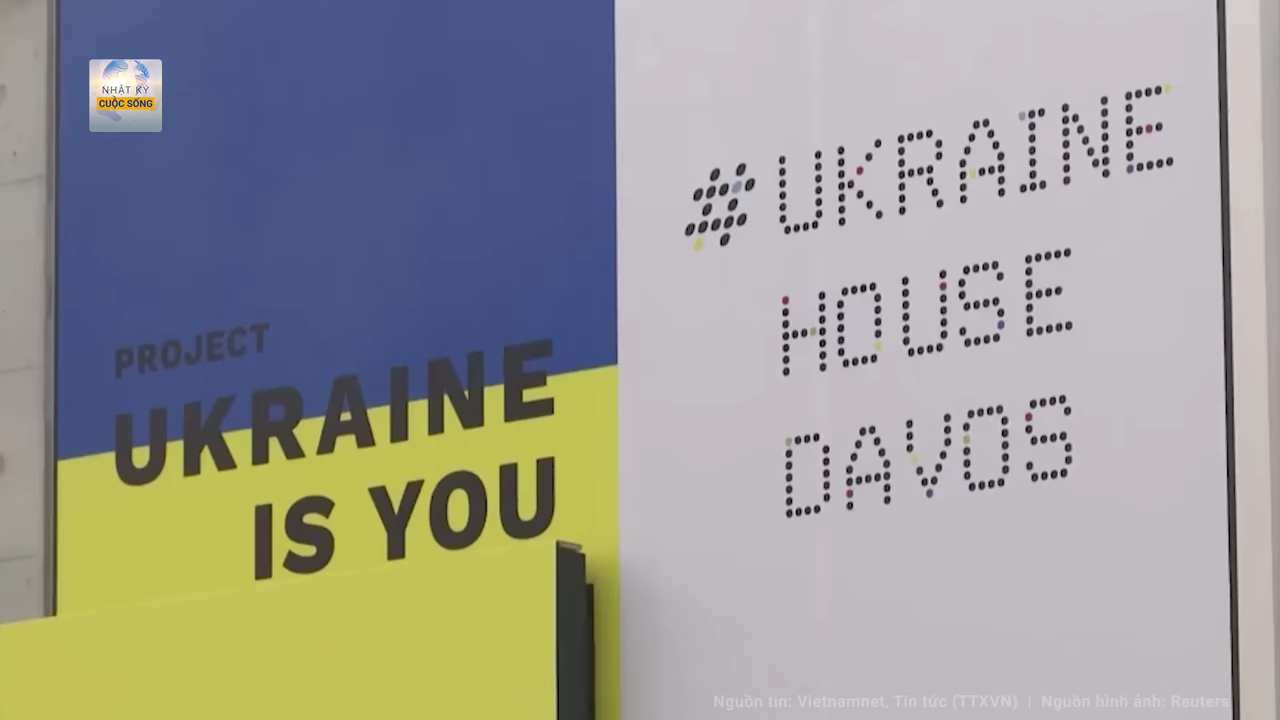 NHẬT KÝ
CUỘC SỐNG
PROJECT
UKRAINE
IS YOU
#UKRAINE
HOUSE
DAVOS
Nguồn tin: Vietnamnet, Tin tức (TTXVN) | Nguồn hình ảnh: Reuters